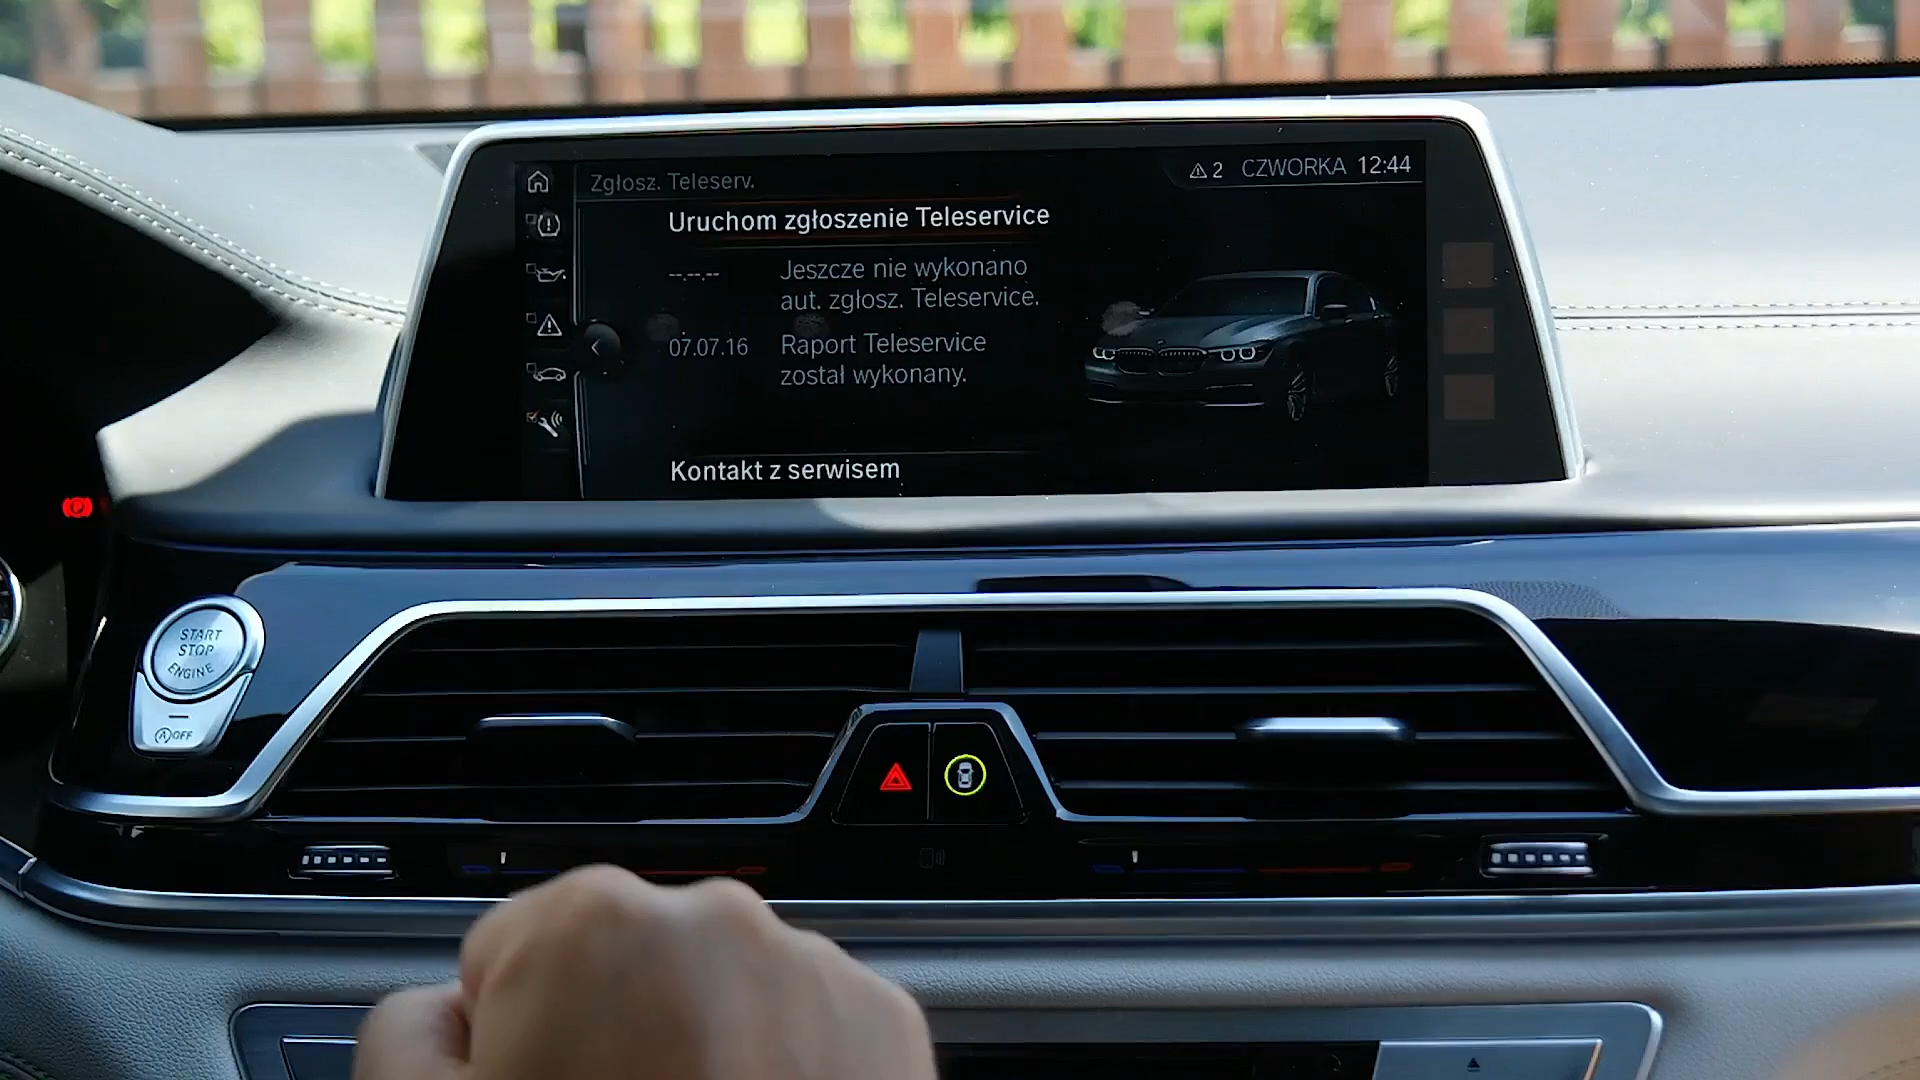 Zgłosz. Teleserv.
2 CZWORKA 12:44
Uruchom zgłoszenie Teleservice
--.--.-- Jeszcze nie wykonano
aut. zgłosz. Teleservice.
07.07.16 Raport Teleservice
został wykonany.
Kontakt z serwisem
START
STOP
ENGINE
A OFF